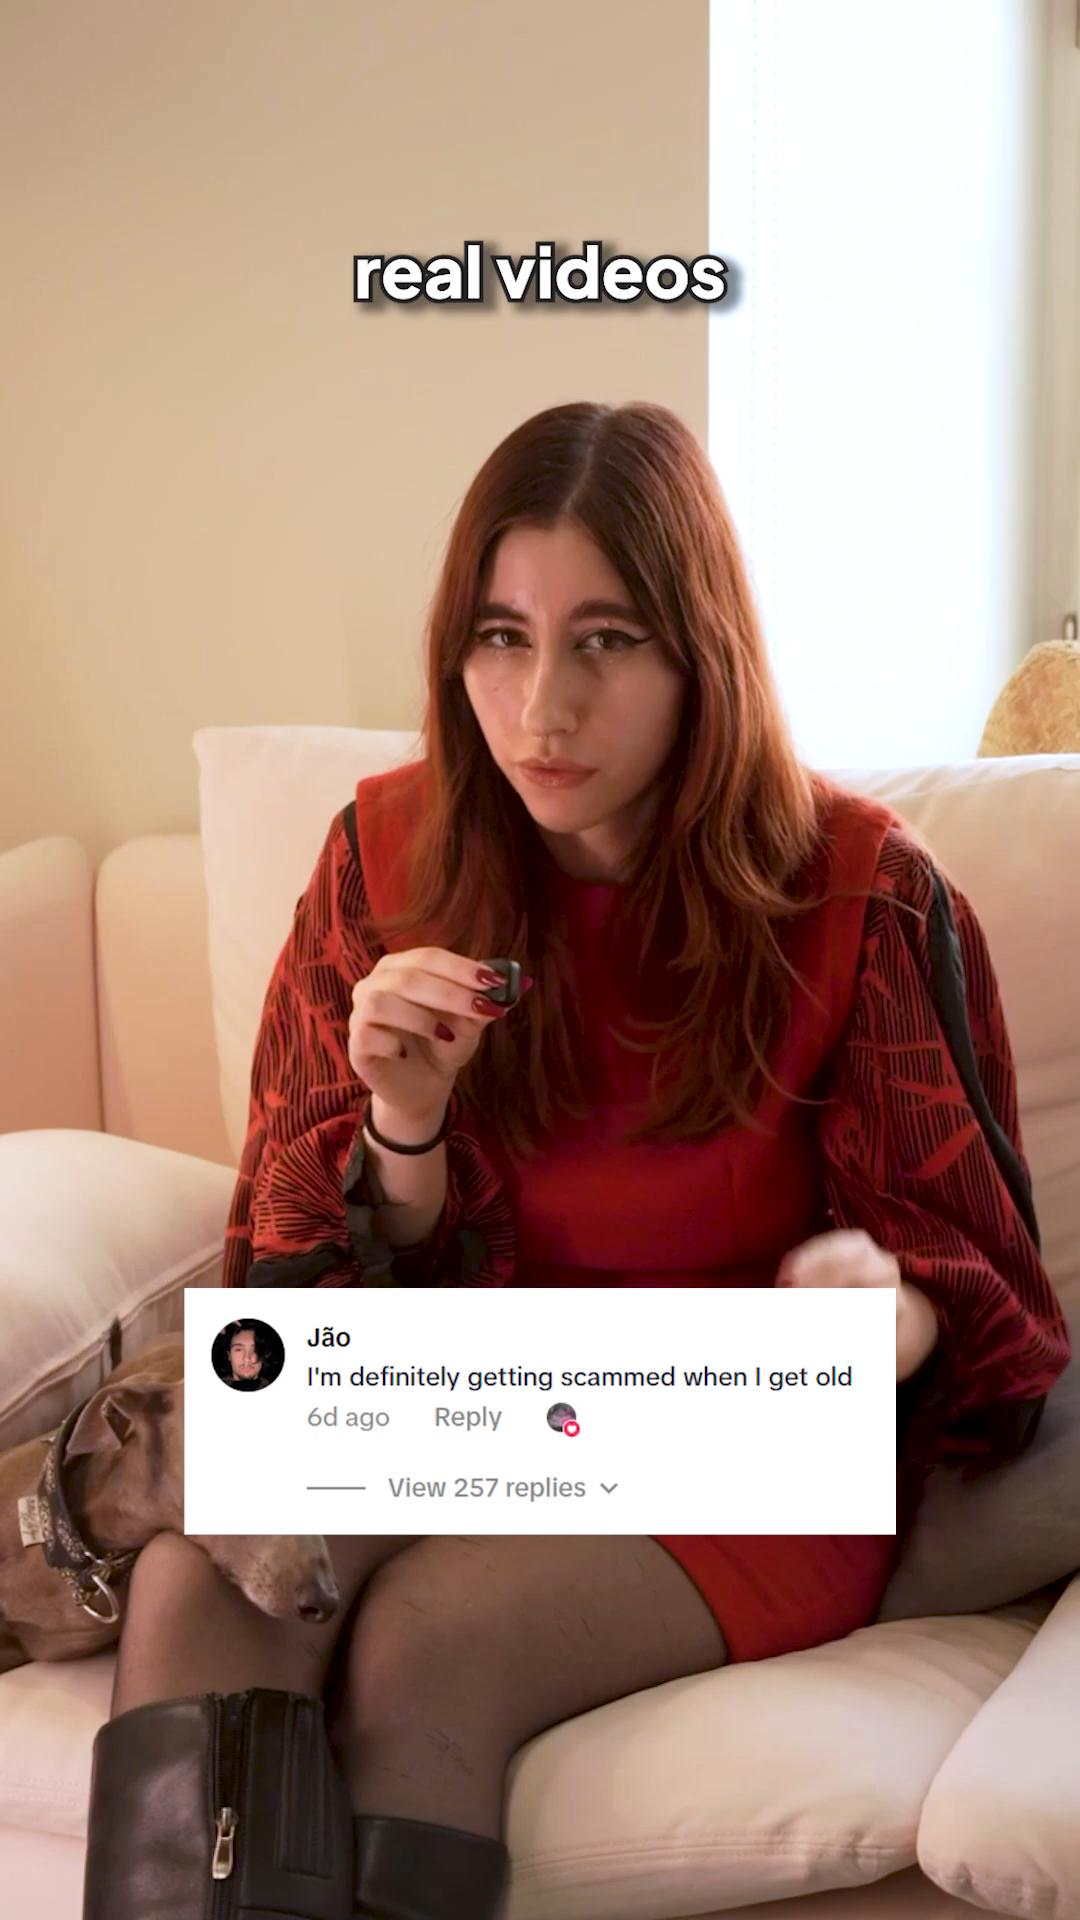 real videos
Jão
I'm definitely getting scammed when I get old
6d ago Reply
View 257 replies